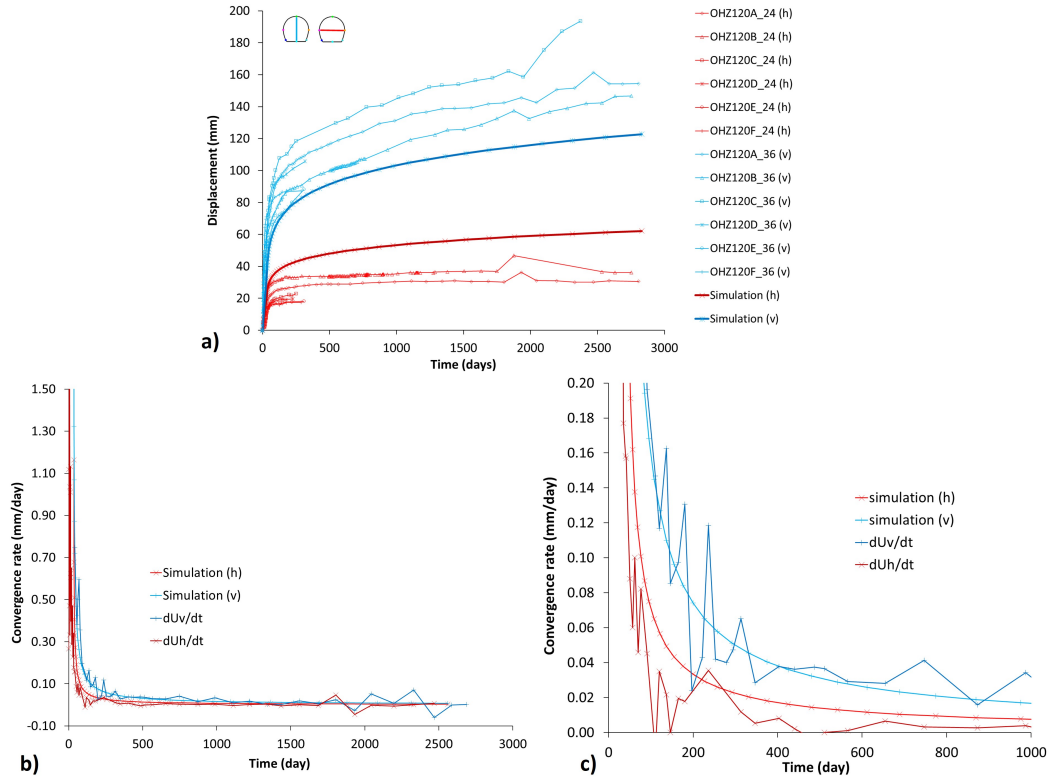 200
180
160
140
120
100
80
60
40
20
0
Displacement (mm)
0 500 1000 1500 2000 2500 3000
Time (days)
a)
OHZ120A_24 (h)
OHZ120B_24 (h)
OHZ120C_24 (h)
OHZ120D_24 (h)
OHZ120E_24 (h)
OHZ120F_24 (h)
OHZ120A_36 (v)
OHZ120B_36 (v)
OHZ120C_36 (v)
OHZ120D_36 (v)
OHZ120E_36 (v)
OHZ120F_36 (v)
Simulation (h)
Simulation (v)
1.50
1.30
1.10
0.90
0.70
0.50
0.30
0.10
-0.10
Convergence rate (mm/day)
Simulation (h)
Simulation (v)
dUv/dt
dUh/dt
0 500 1000 1500 2000 2500 3000
Time (day)
b)
0.20
0.18
0.16
0.14
0.12
0.10
0.08
0.06
0.04
0.02
0.00
Convergence rate (mm/day)
simulation (h)
simulation (v)
dUv/dt
dUh/dt
0 200 400 600 800 1000
Time (day)
c)